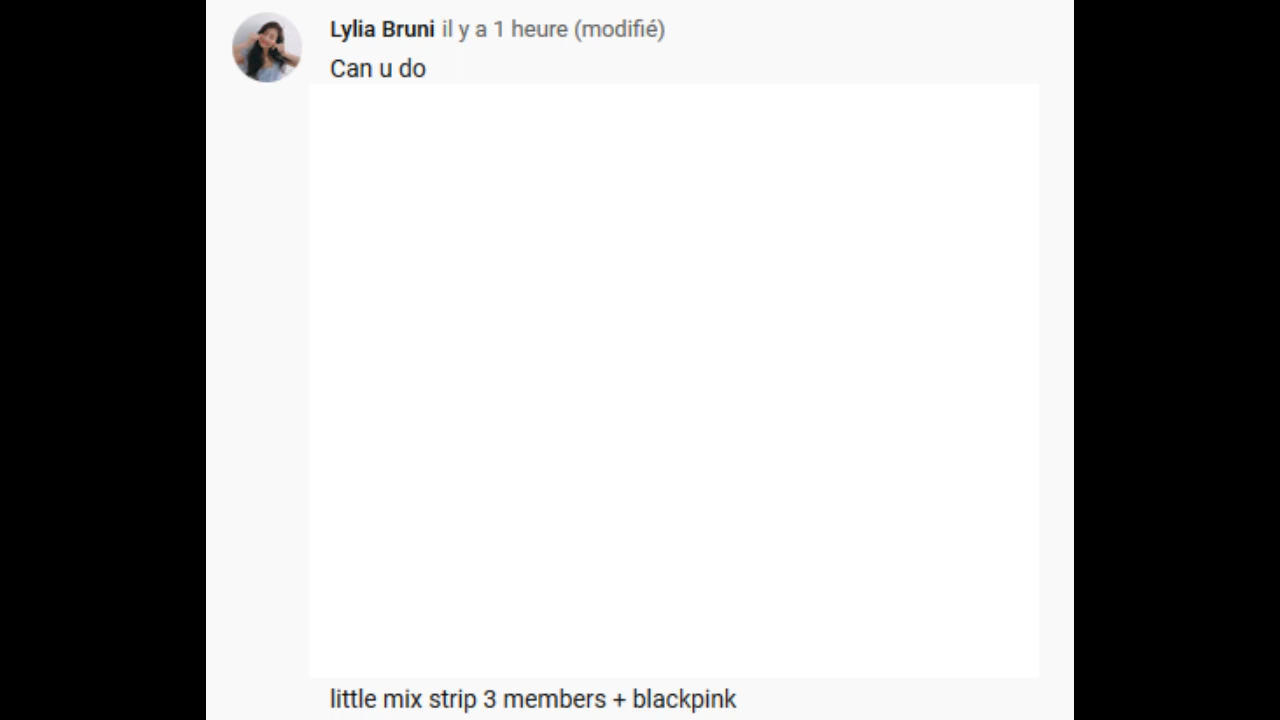 Lylia Bruni il y a 1 heure (modifié)
Can u do
little mix strip 3 members + blackpink